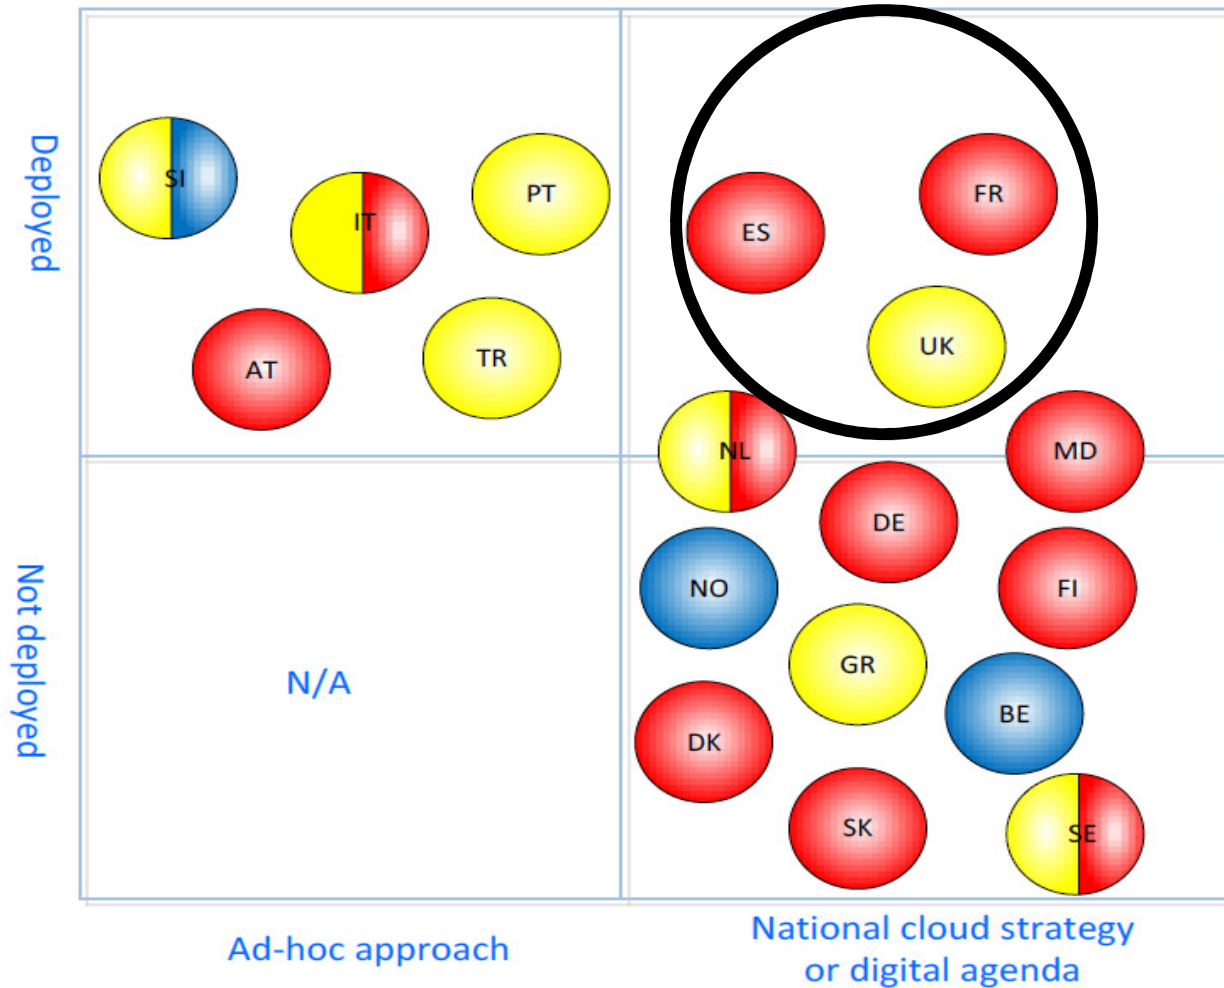 Deployed
SI
IT
PT
AT
TR
ES
FR
UK
NL
MD
DE
NO
FI
GR
BE
DK
SK
SE
Not deployed
N/A
Ad-hoc approach
National cloud strategy
or digital agenda